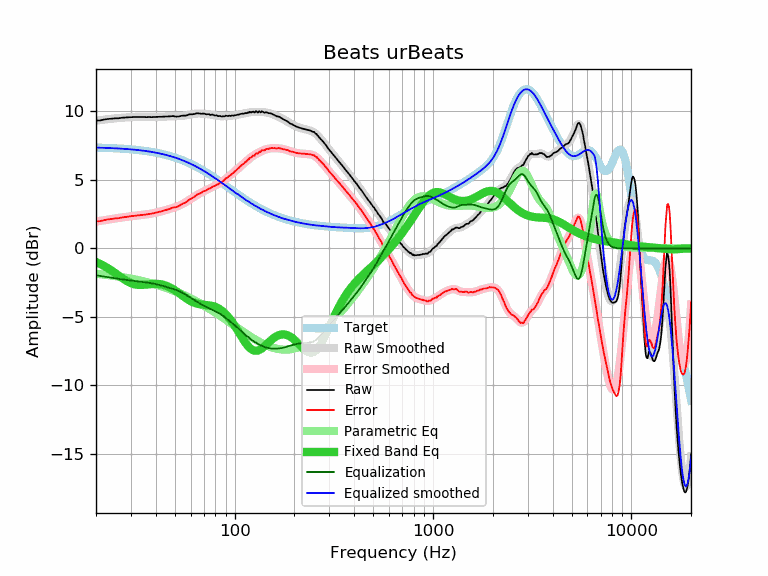 Beats urBeats
Amplitude (dBr)
10
5
0
−5
−10
−15
Target
Raw Smoothed
Error Smoothed
Raw
Error
Parametric Eq
Fixed Band Eq
Equalization
Equalized smoothed
100
1000
10000
Frequency (Hz)